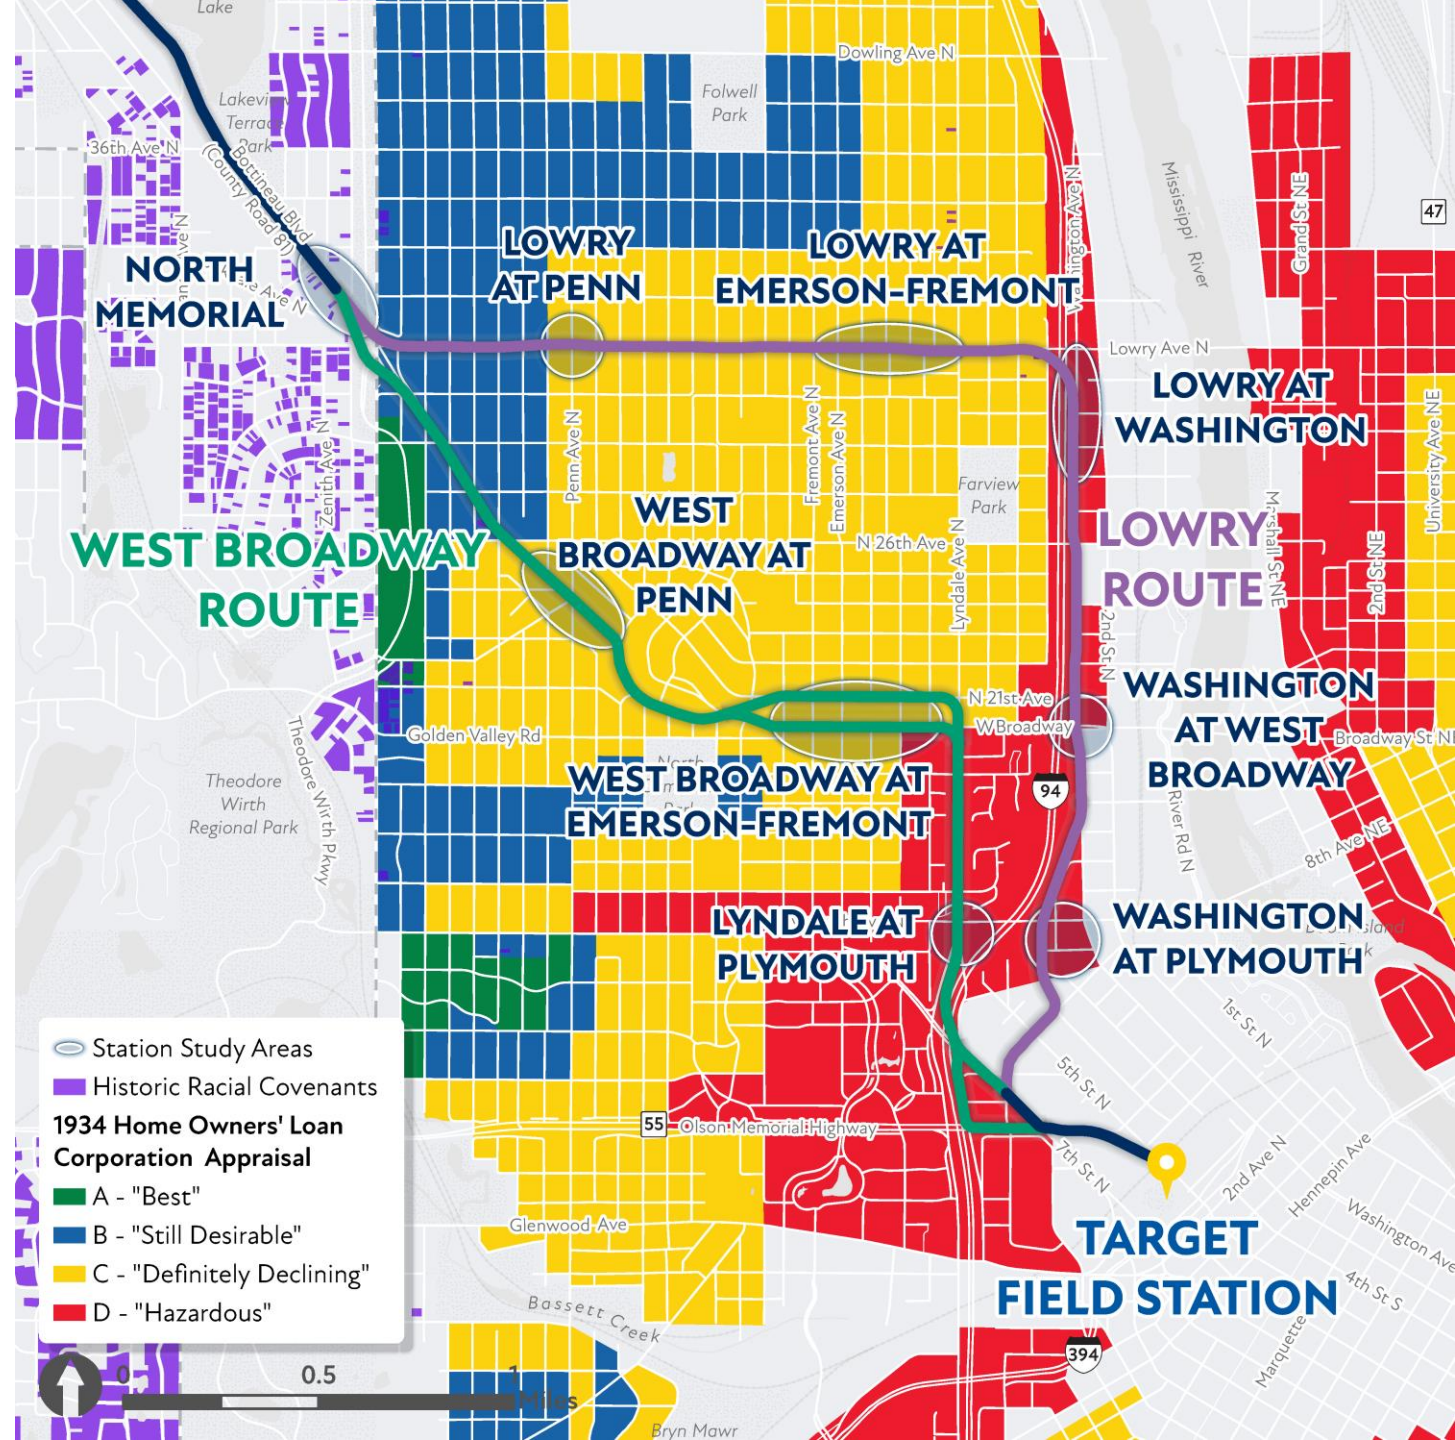 Lake
Dowling Ave N
Folwell
Park
Lakeview
Terrace
Park
36th Ave N
Bottineau Blvd
(County Road 81)
Mississippi River
Grand St NE
47
Washington Ave N
NORTH
MEMORIAL
Ave N
LOWRY
AT PENN
LOWRY AT
EMERSON-FREMONT
Lowry Ave N
LOWRY AT
WASHINGTON
University Ave NE
Penn Ave N
Fremont Ave N
Emerson Ave N
Zenith Ave N
Farview
Park
WEST
BROADWAY AT
PENN
N 26th Ave
Lyndale Ave N
WEST BROADWAY
ROUTE
LOWRY
ROUTE
Marshall St NE
2nd St NE
2nd St N
N 21st Ave
W Broadway
WASHINGTON
AT WEST
BROADWAY
Broadway St NE
Golden Valley Rd
Theodore Wirth Pkwy
Theodore
Wirth
Regional Park
North
WEST BROADWAY AT
EMERSON-FREMONT
94
River Rd N
8th Ave NE
LYNDALE AT
PLYMOUTH
WASHINGTON
AT PLYMOUTH
1st St N
5th St N
7th St N
55
Olson Memorial Highway
2nd Ave N
Hennepin Ave
Washington Ave
4th St S
Marquette
Glenwood Ave
TARGET
FIELD STATION
Bassett Creek
394
Bryn Mawr
Station Study Areas
Historic Racial Covenants
1934 Home Owners' Loan
Corporation Appraisal
A - "Best"
B - "Still Desirable"
C - "Definitely Declining"
D - "Hazardous"
0 0.5 1
Miles